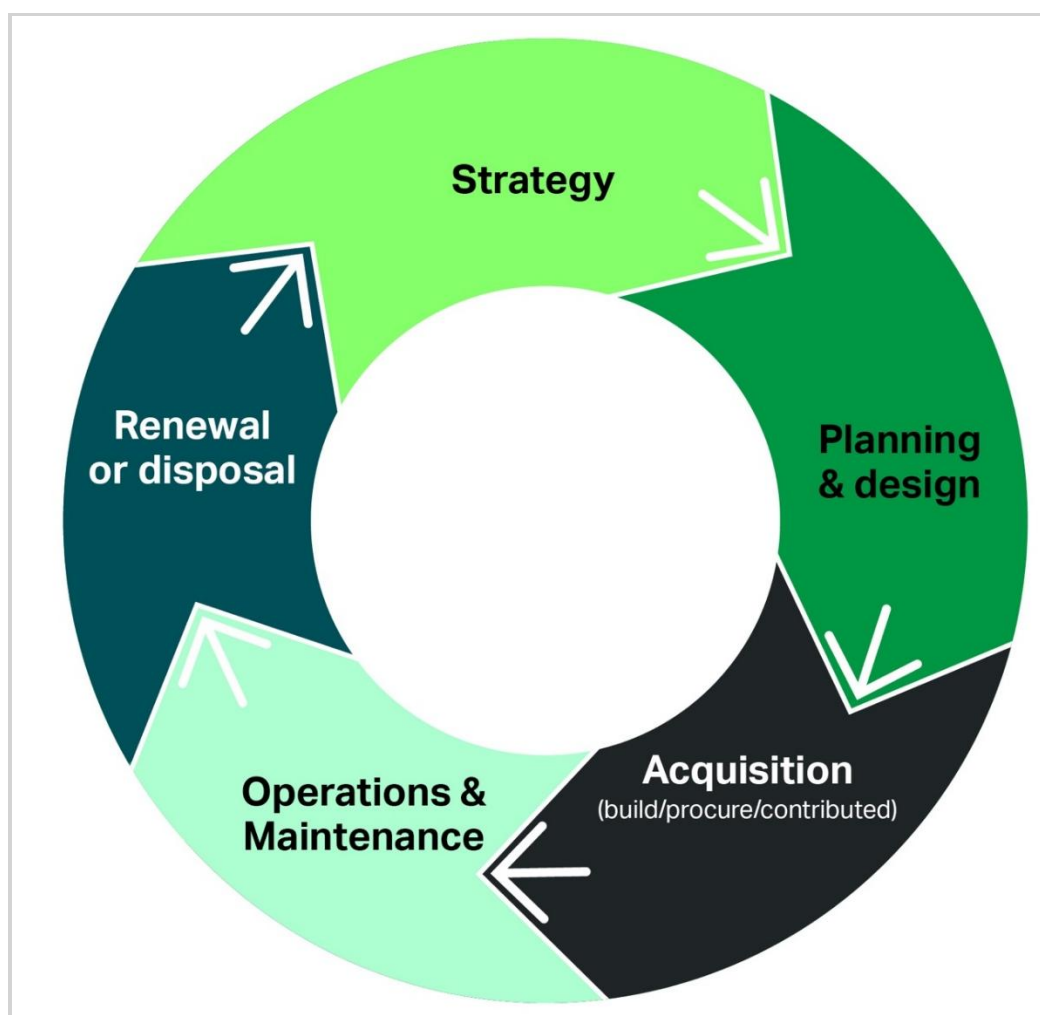 Strategy
Planning
& design
Acquisition
(build/procure/contributed)
Operations &
Maintenance
Renewal
or disposal